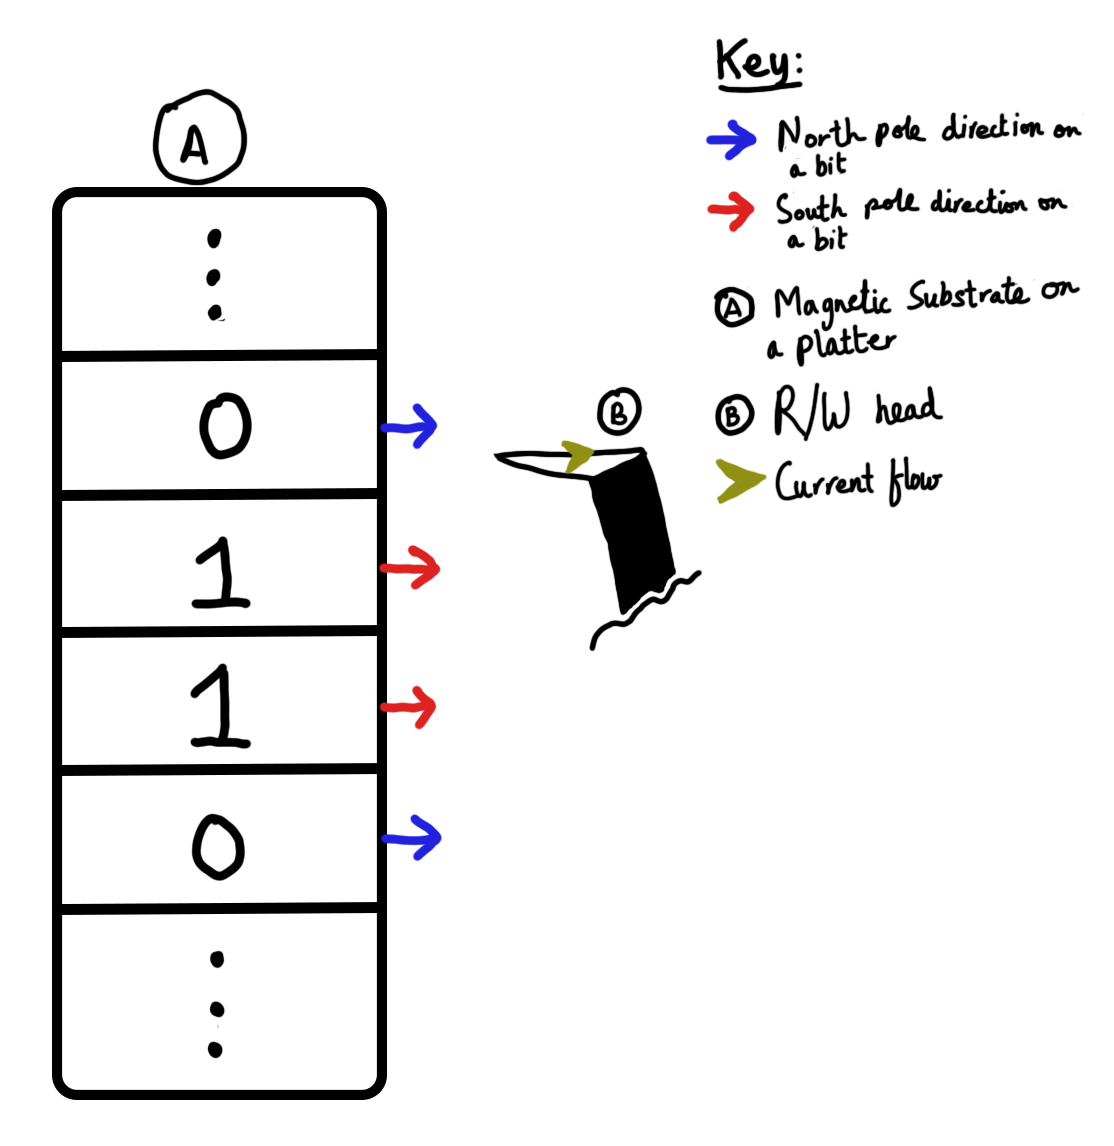 A
0
1
1
0
B
Key:
North pole direction on
a bit
South pole direction on
a bit
A Magnetic Substrate on
a platter
B R/W head
Current flow